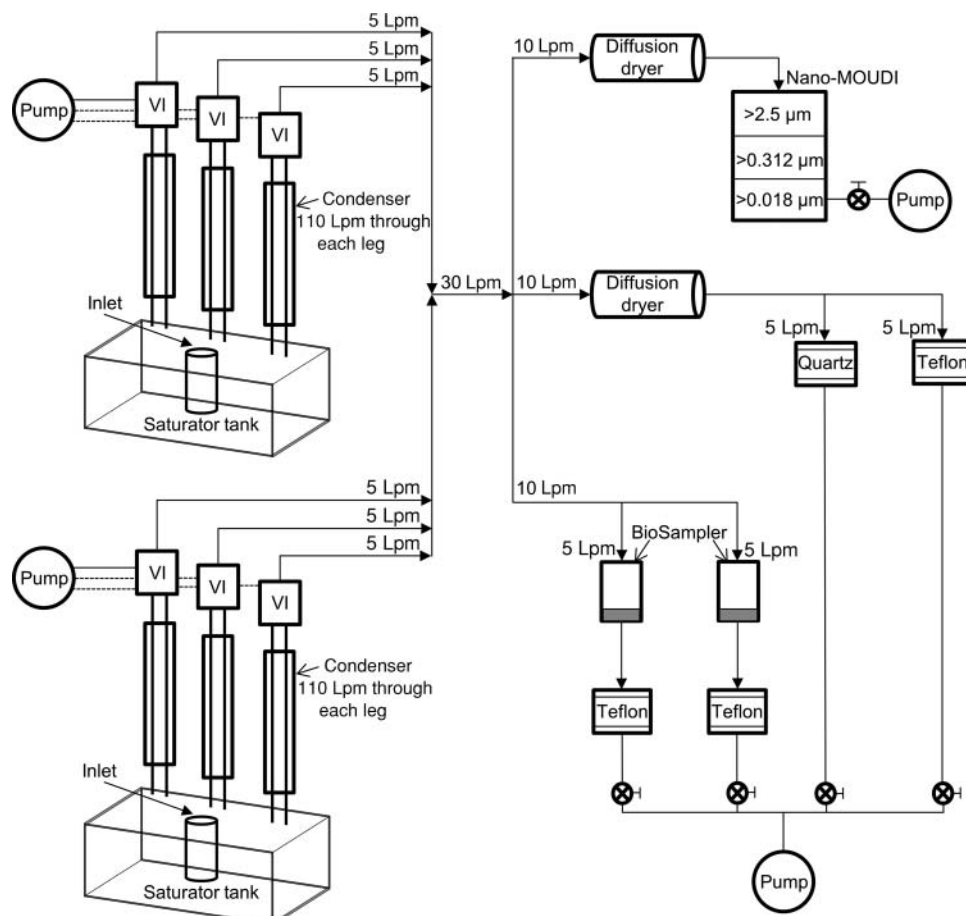 5 Lpm
5 Lpm
5 Lpm
Pump
VI
VI
VI
Condenser
110 Lpm through
each leg
Inlet
Saturator tank
10 Lpm
Diffusion
dryer
Nano-MOUDI
>2.5 µm
>0.312 µm
>0.018 µm
Pump
30 Lpm
10 Lpm
Diffusion
dryer
5 Lpm
5 Lpm
Quartz
Teflon
5 Lpm
5 Lpm
5 Lpm
Pump
VI
VI
VI
Condenser
110 Lpm through
each leg
Inlet
Saturator tank
10 Lpm
BioSampler
5 Lpm
5 Lpm
Teflon
Teflon
Pump